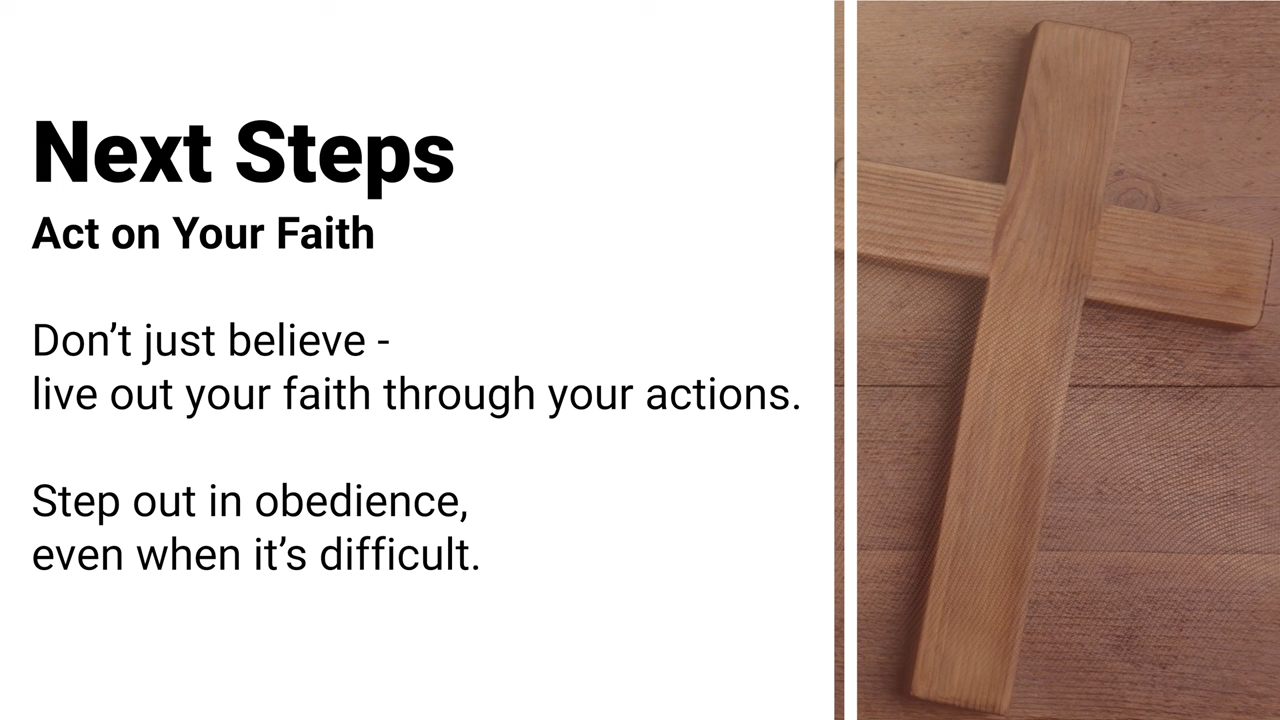 Next Steps
Act on Your Faith
Don’t just believe -
live out your faith through your actions.
Step out in obedience,
even when it’s difficult.